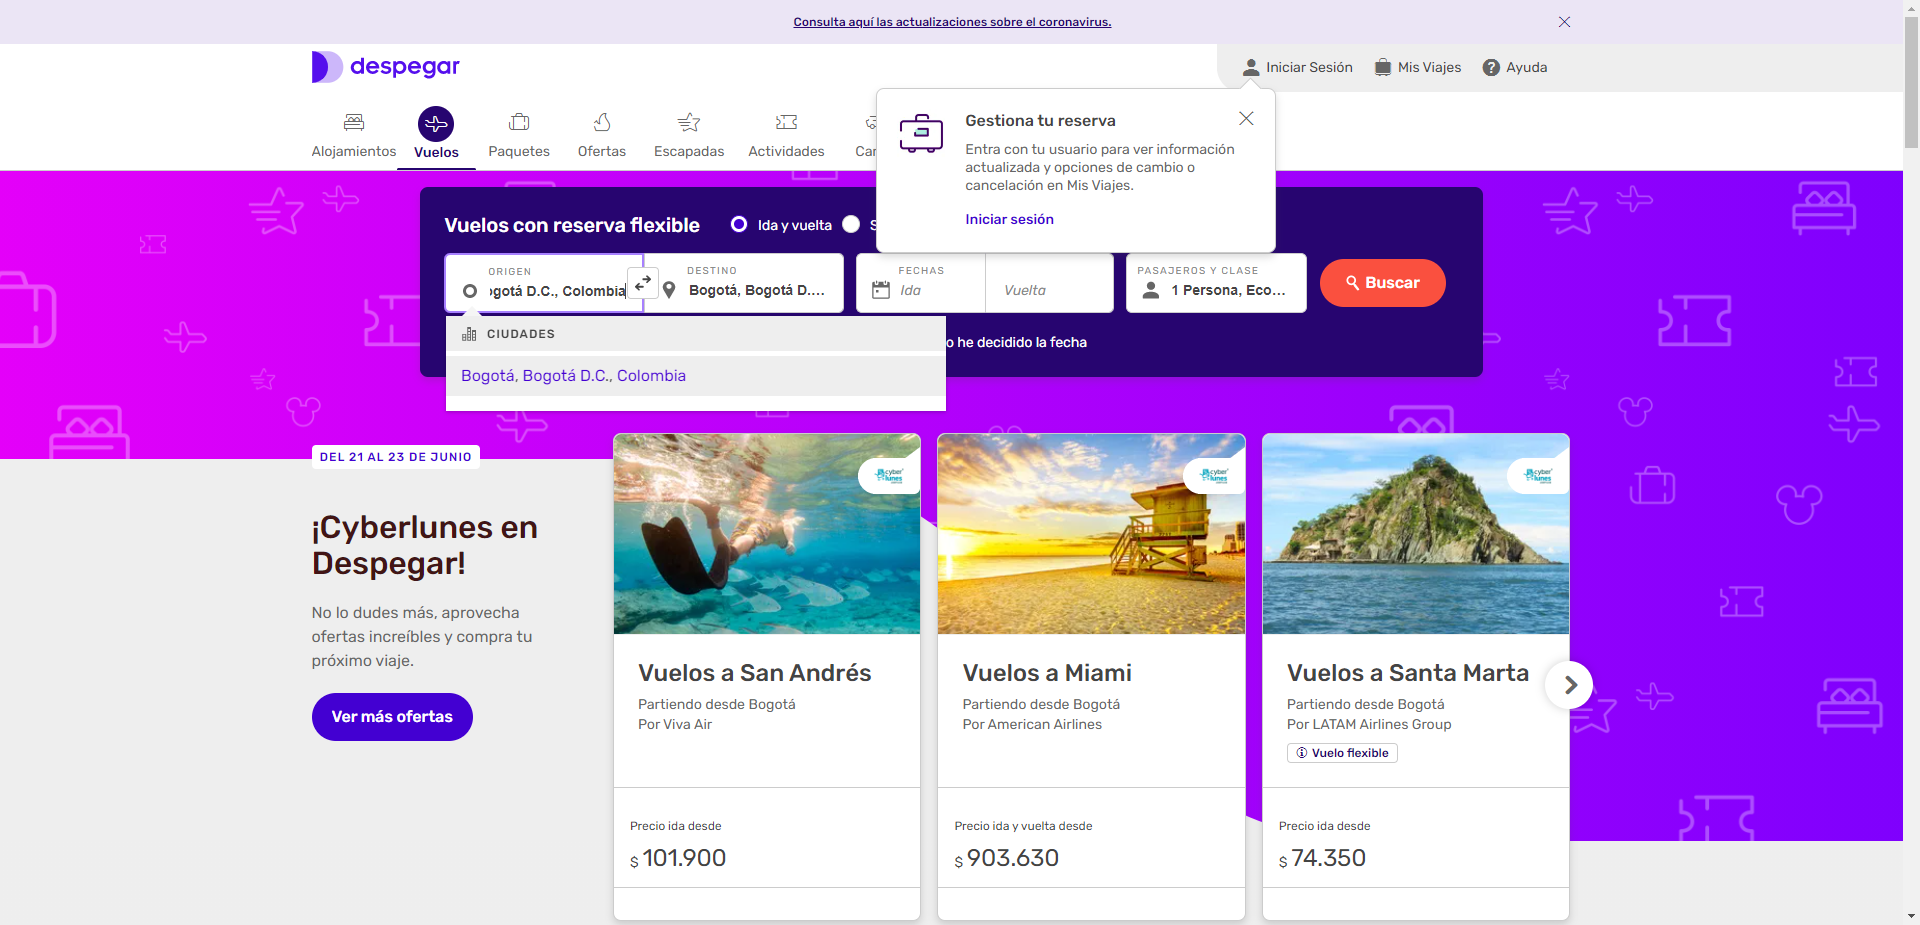 Consulta aquí las actualizaciones sobre el coronavirus.
despegar
Iniciar Sesión
Mis Viajes
Ayuda
Alojamientos
Vuelos
Paquetes
Ofertas
Escapadas
Actividades
Gestiona tu reserva
Entra con tu usuario para ver información
actualizada y opciones de cambio o
cancelación en Mis Viajes.
Iniciar sesión
Vuelos con reserva flexible
Ida y vuelta
ORIGEN
ogotá D.C., Colombia
DESTINO
Bogotá, Bogotá D....
FECHAS
Ida
Vuelta
PASAJEROS Y CLASE
1 Persona, Eco...
Buscar
CIUDADES
o he decidido la fecha
Bogotá, Bogotá D.C., Colombia
DEL 21 AL 23 DE JUNIO
¡Cyberlunes en
Despegar!
No lo dudes más, aprovecha
ofertas increíbles y compra tu
próximo viaje.
Ver más ofertas
cyber
lunes
Vuelos a San Andrés
Partiendo desde Bogotá
Por Viva Air
Precio ida desde
$ 101.900
cyber
lunes
Vuelos a Miami
Partiendo desde Bogotá
Por American Airlines
Precio ida y vuelta desde
$ 903.630
cyber
lunes
Vuelos a Santa Marta
Partiendo desde Bogotá
Por LATAM Airlines Group
Vuelo flexible
Precio ida desde
$ 74.350